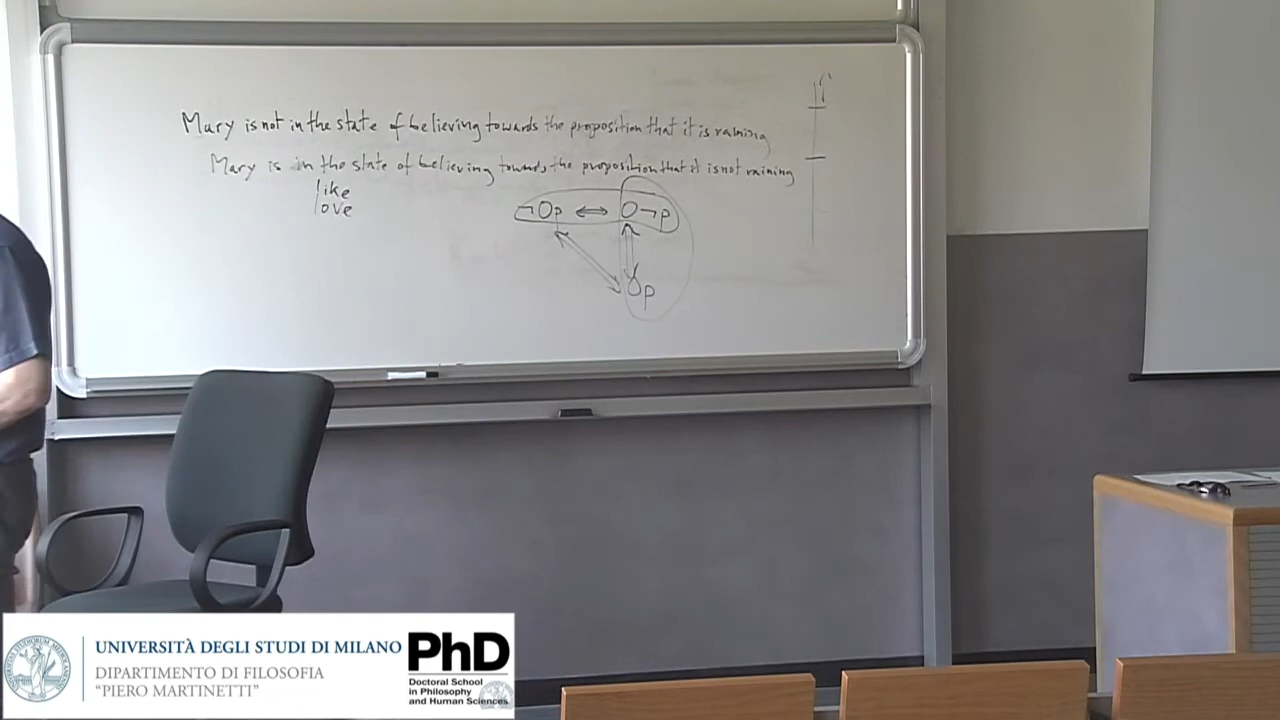 Mary is not in the state of believing towards the proposition that it is raining
Mary is in the state of believing towards the proposition that it is not raining
like
love
¬Op ⟺ O¬p
Op
UNIVERSITÀ DEGLI STUDI DI MILANO
DIPARTIMENTO DI FILOSOFIA
“PIERO MARTINETTI”
PhD
Doctoral School
in Philosophy
and Human Sciences